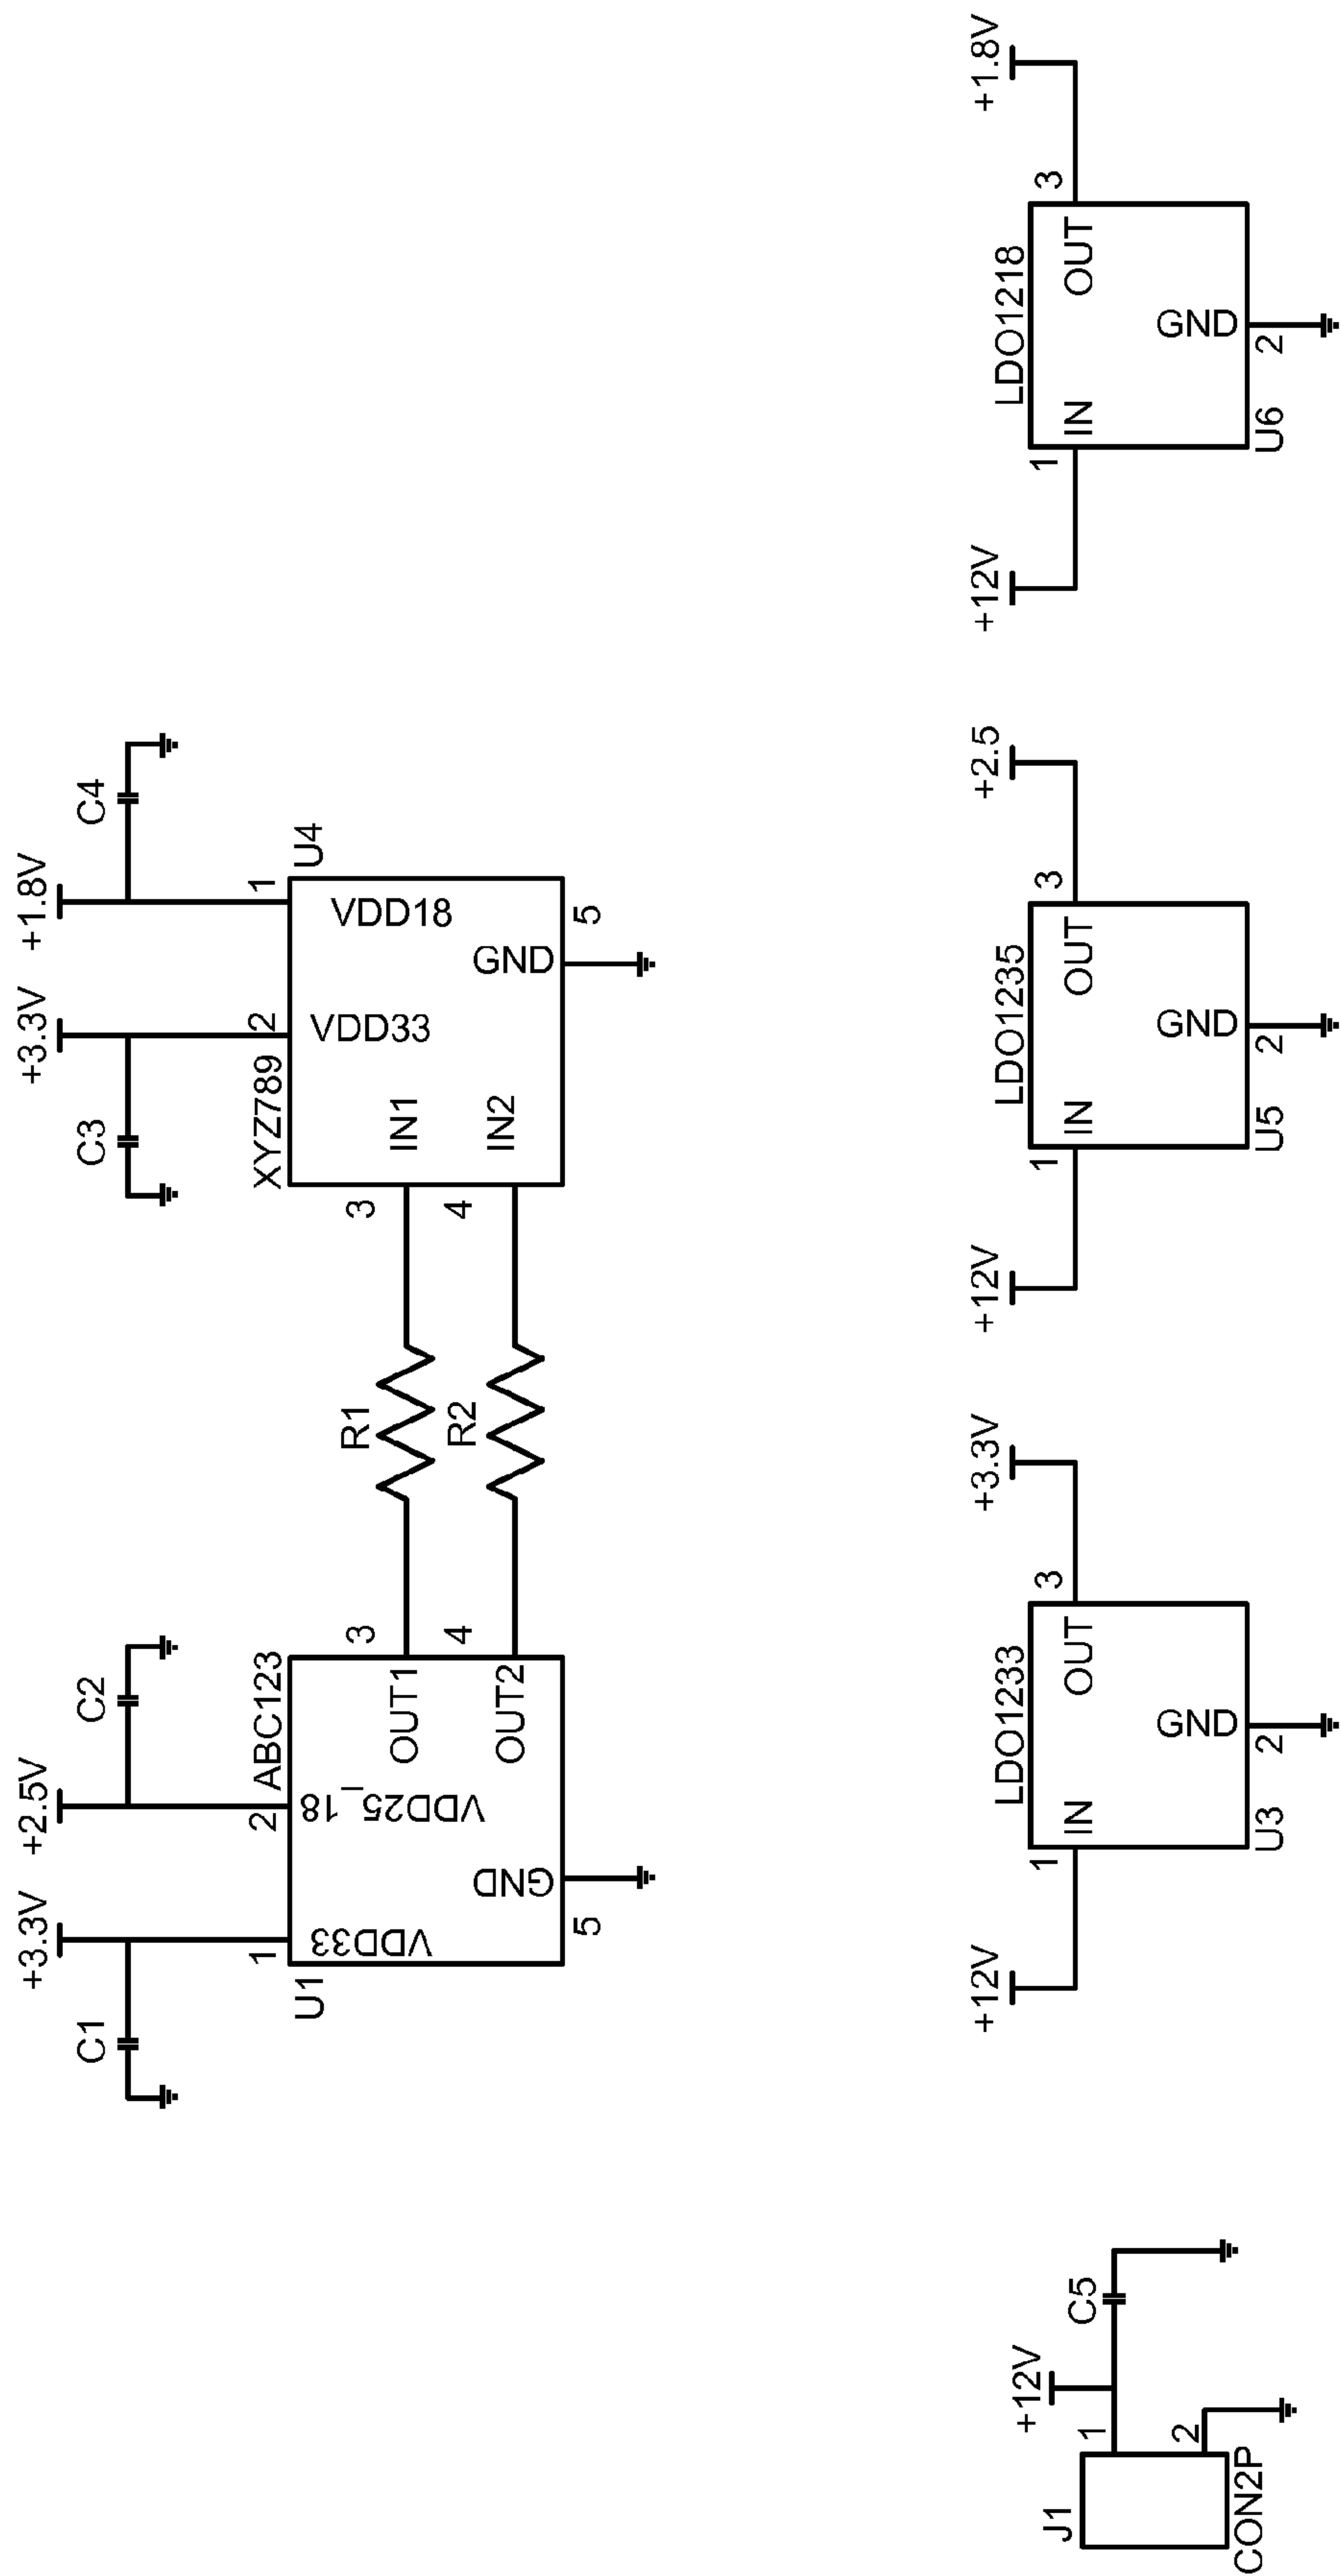 +3.3V
+2.5V
+3.3V
+1.8V
C1
C2
C3
C4
1
2
ABC123
XYZ789
2
1
U1
U4
VDD33
VDD25_18
VDD33
VDD18
3
R1
3
OUT1
IN1
4
R2
4
OUT2
IN2
GND
GND
5
5
+12V
+3.3V
+12V
+2.5
+12V
+1.8V
LDO1233
LDO1235
LDO1218
1
3
1
3
1
3
IN
OUT
IN
OUT
IN
OUT
GND
GND
GND
U3
2
U5
2
U6
2
+12V
J1
1
C5
2
CON2P